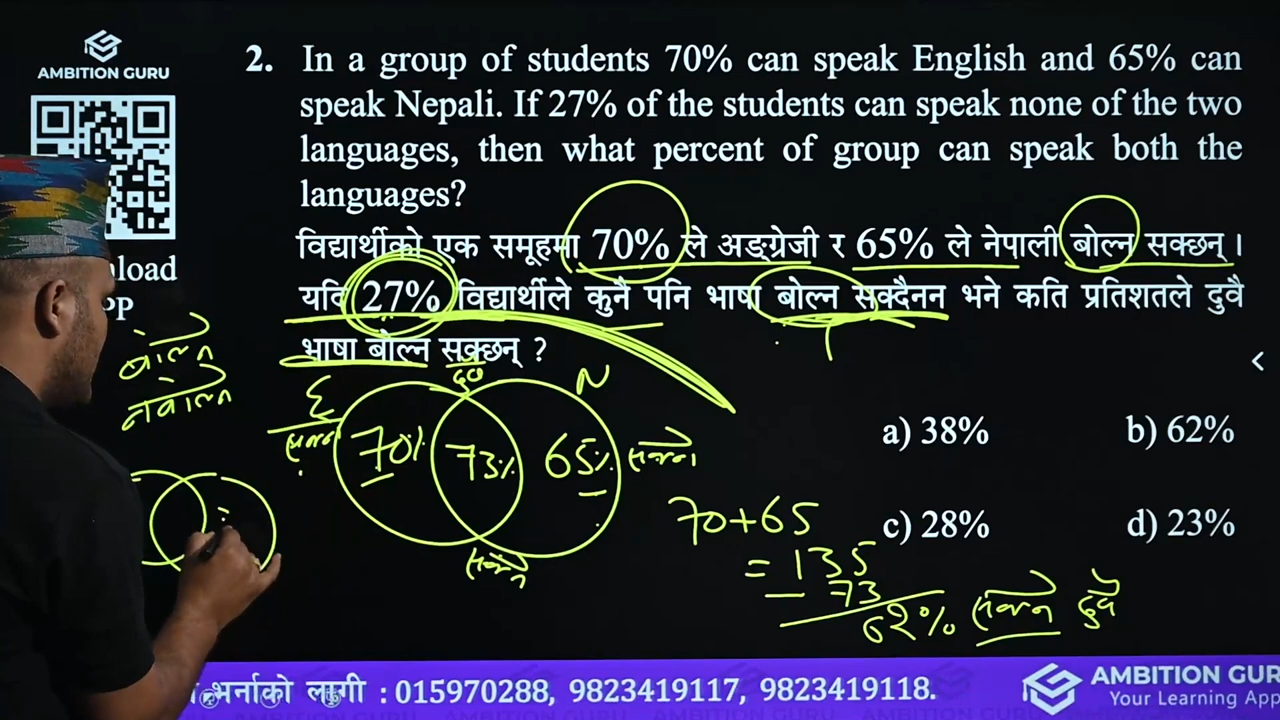 AMBITION GURU
2. In a group of students 70% can speak English and 65% can
speak Nepali. If 27% of the students can speak none of the two
languages, then what percent of group can speak both the
languages?
विद्यार्थीको एक समूहमा 70% ले अङ्ग्रेजी र 65% ले नेपाली बोल्न सक्छन् ।
यदि 27% विद्यार्थीले कुनै पनि भाषा बोल्न सक्दैनन भने कति प्रतिशतले दुवै
भाषा बोल्न सक्छन् ?
a) 38% b) 62%
c) 28% d) 23%
N
70% 73% 65%
70+65
= 135
- 73
62%
भर्नाको लागी : 015970288, 9823419117, 9823419118.
AMBITION GUR
Your Learning App